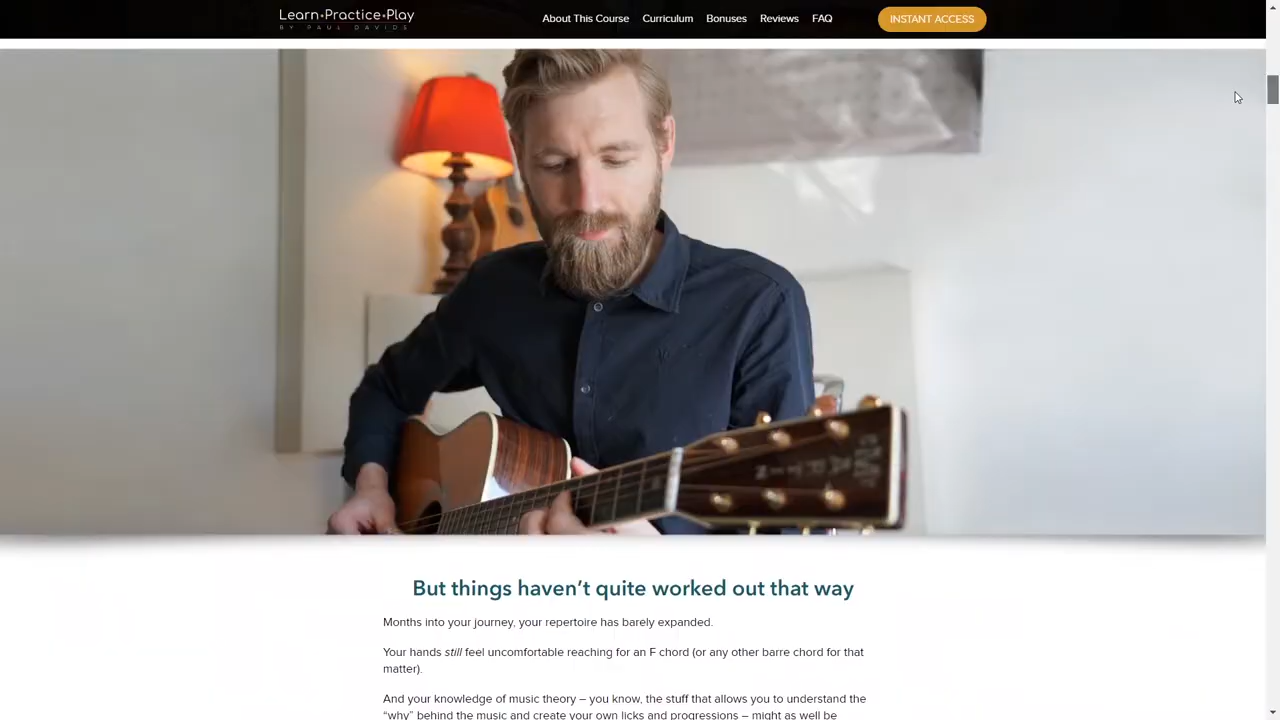 Learn•Practice•Play
BY PAUL DAVIDS
About This Course
Curriculum
Bonuses
Reviews
FAQ
INSTANT ACCESS
MARTIN
But things haven’t quite worked out that way
Months into your journey, your repertoire has barely expanded.
Your hands still feel uncomfortable reaching for an F chord (or any other barre chord for that
matter).
And your knowledge of music theory – you know, the stuff that allows you to understand the
“why” behind the music and create your own licks and progressions – might as well be